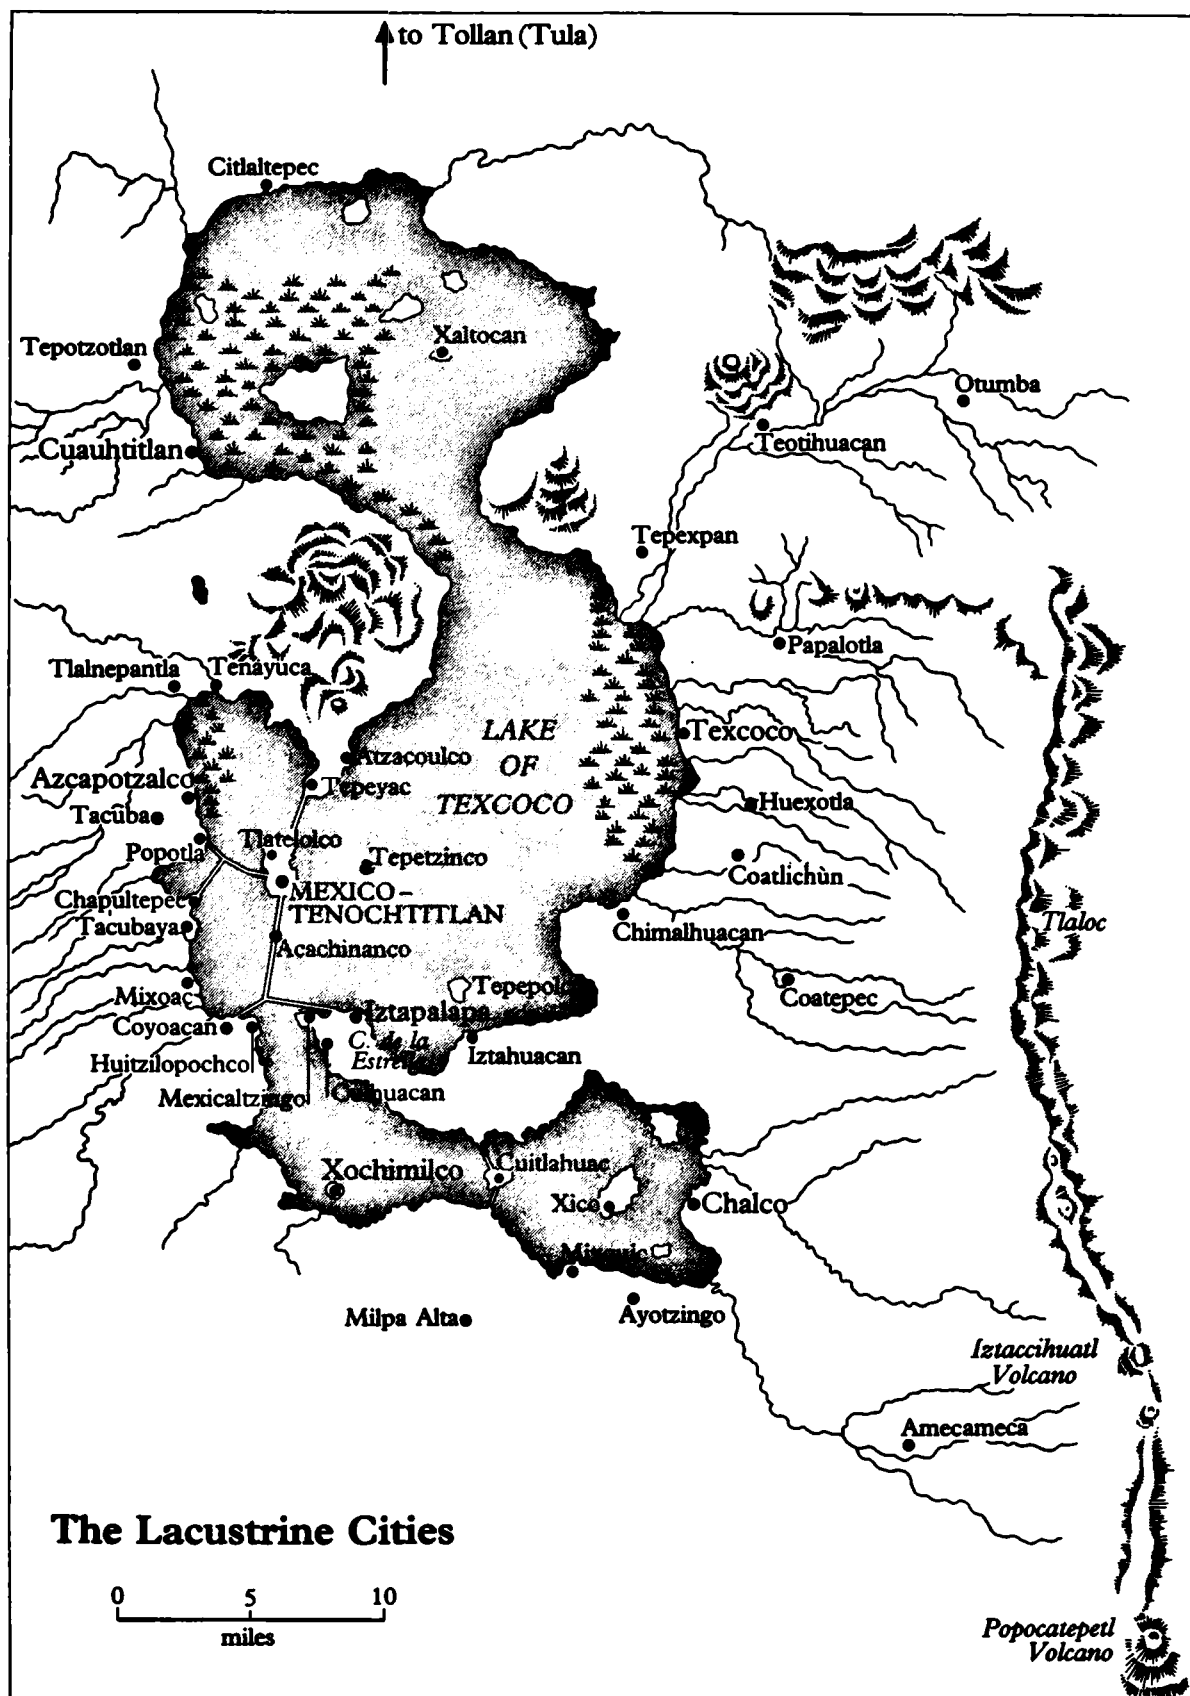 to Tollan (Tula)
Citlaltepec
Xaltocan
Tepotzotlan
Otumba
Teotihuacan
Cuauhtitlan
Tepexpan
Papalotla
Tlalnepantla
Tenayuca
LAKE
OF
TEXCOCO
Texcoco
Atzacoulco
Azcapotzalco
Tepeyac
Huexotla
Tacuba
Tlatelolco
Popotla
Tepetzinco
Coatlichùn
MEXICO-
TENOCHTITLAN
Chapultepec
Tacubaya
Chimalhuacan
Tlaloc
Acachinanco
Mixoac
Tepepolc
Coatepec
Iztapalapa
Coyoacan
C. de la
Estrella
Iztahuacan
Huitzilopochco
Mexicaltzingo
Culhuacan
Xochimilco
Cuitlahuac
Xico
Chalco
Mixquic
Milpa Alta
Ayotzingo
Iztaccihuatl
Volcano
Amecameca
The Lacustrine Cities
0 5 10
miles
Popocatepetl
Volcano